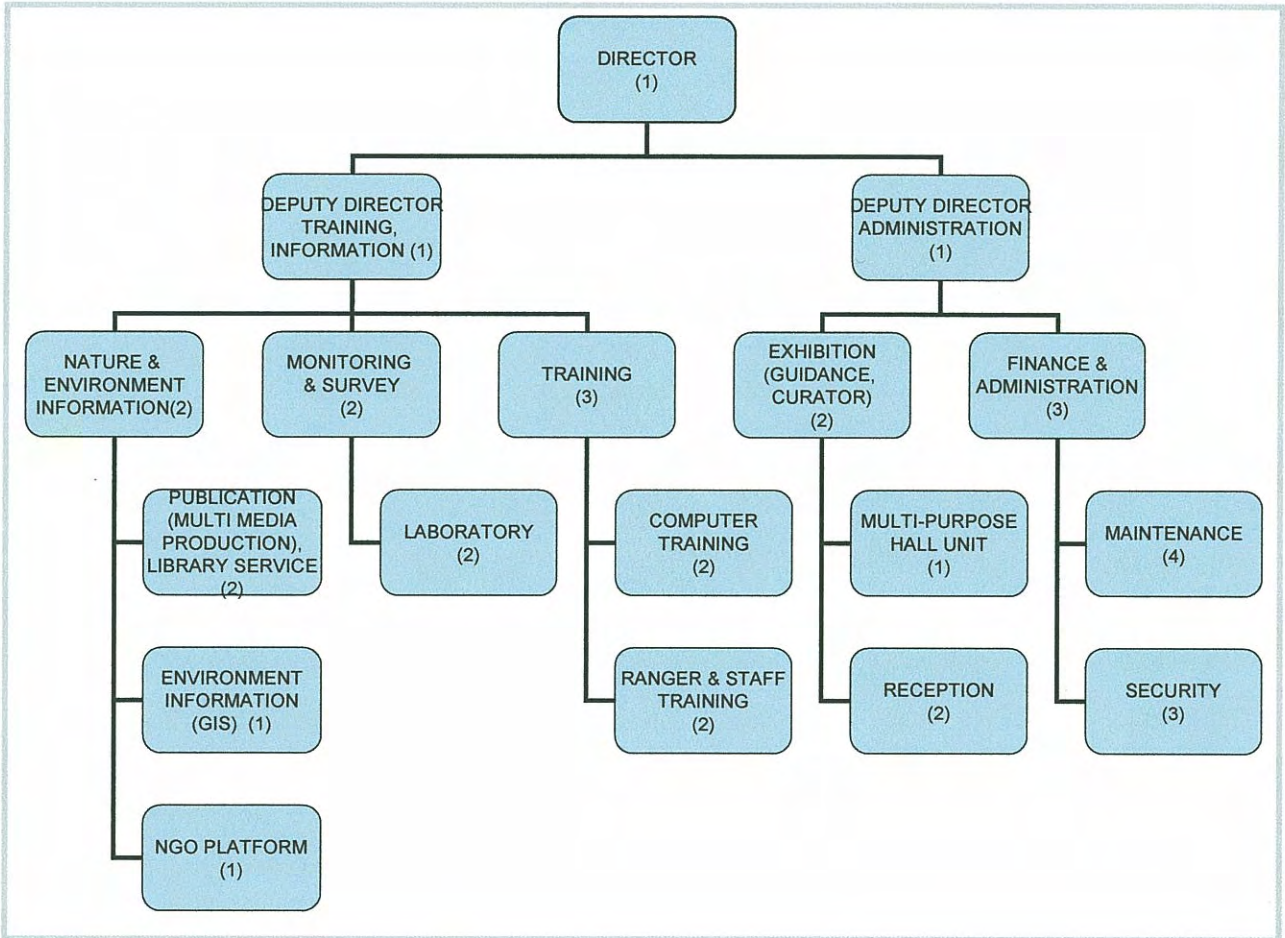 DIRECTOR
(1)
DEPUTY DIRECTOR
TRAINING,
INFORMATION (1)
DEPUTY DIRECTOR
ADMINISTRATION
(1)
NATURE &
ENVIRONMENT
INFORMATION(2)
MONITORING
& SURVEY
(2)
TRAINING
(3)
EXHIBITION
(GUIDANCE,
CURATOR)
(2)
FINANCE &
ADMINISTRATION
(3)
PUBLICATION
(MULTI MEDIA
PRODUCTION),
LIBRARY SERVICE
(2)
LABORATORY
(2)
COMPUTER
TRAINING
(2)
MULTI-PURPOSE
HALL UNIT
(1)
MAINTENANCE
(4)
ENVIRONMENT
INFORMATION
(GIS) (1)
RANGER & STAFF
TRAINING
(2)
RECEPTION
(2)
SECURITY
(3)
NGO PLATFORM
(1)